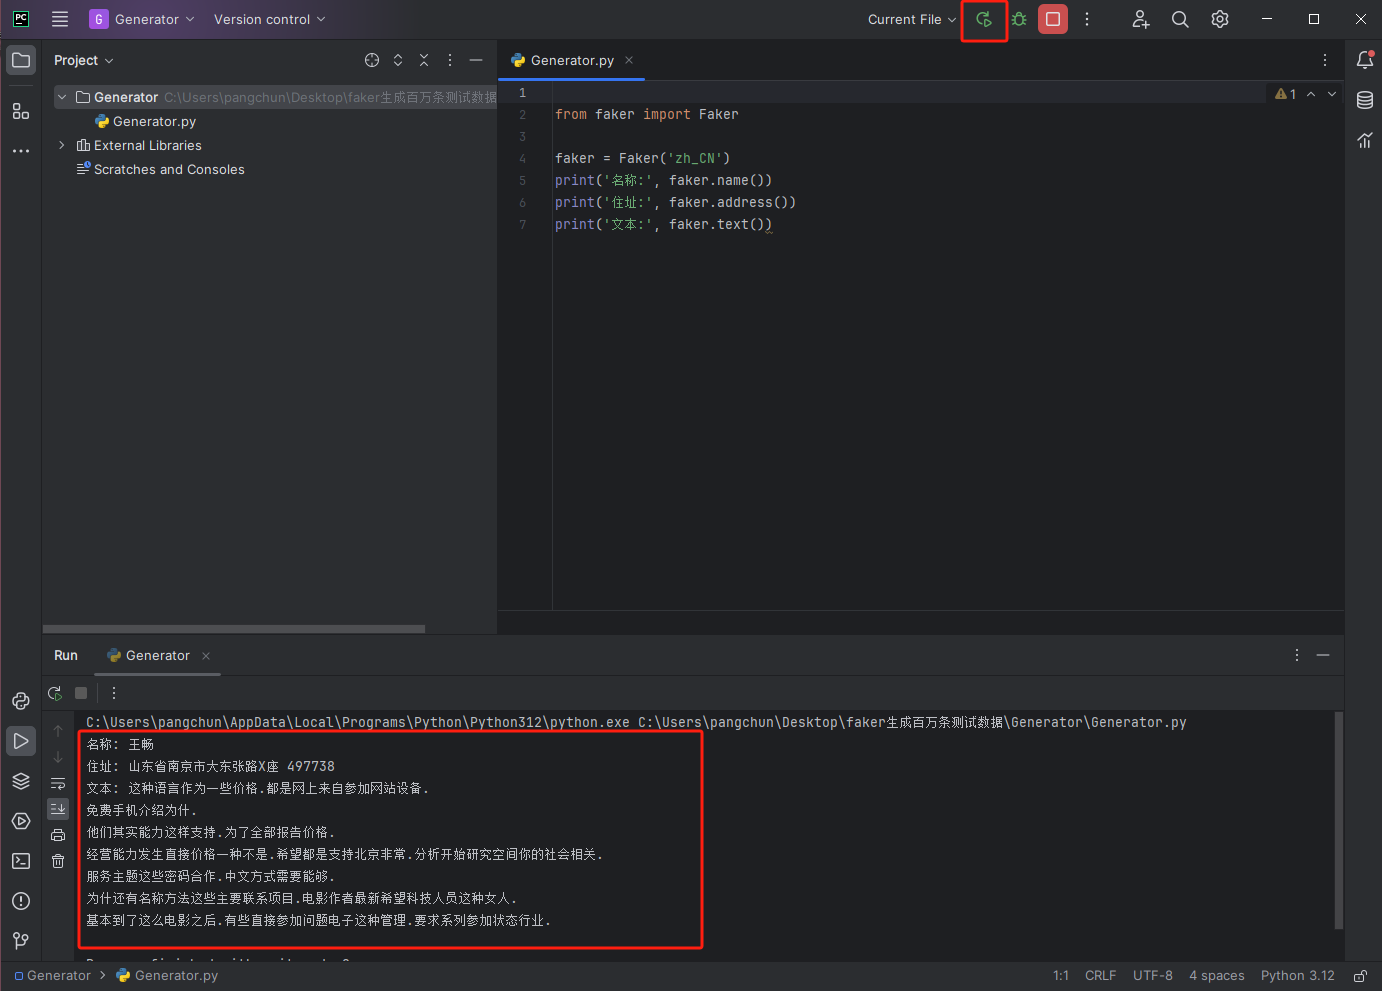 PC G Generator Version control Current File
Project
Generator.py
Generator C:\Users\pangchun\Desktop\faker生成百万条测试数据
Generator.py
External Libraries
Scratches and Consoles
1
1
2 from faker import Faker
3
4 faker = Faker('zh_CN')
5 print('名称:', faker.name())
6 print('住址:', faker.address())
7 print('文本:', faker.text())
Run Generator
C:\Users\pangchun\AppData\Local\Programs\Python\Python312\python.exe C:\Users\pangchun\Desktop\faker生成百万条测试数据\Generator\Generator.py
名称: 王畅
住址: 山东省南京市大东张路X座 497738
文本: 这种语言作为一些价格.都是网上来自参加网站设备.
免费手机介绍为什.
他们其实能力这样支持.为了全部报告价格.
经营能力发生直接价格一种不是.希望都是支持北京非常.分析开始研究空间你的社会相关.
服务主题这些密码合作.中文方式需要能够.
为什还有名称方法这些主要联系项目.电影作者最新希望科技人员这种女人.
基本到了这么电影之后.有些直接参加问题电子这种管理.要求系列参加状态行业.
Generator > Generator.py 1:1 CRLF UTF-8 4 spaces Python 3.12